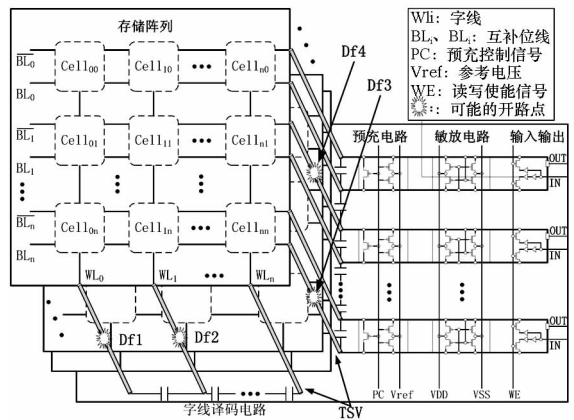 存储阵列
Wli: 字线
BLᵢ、BLᵢ: 互补位线
PC: 预充控制信号
Vref: 参考电压
WE: 读写使能信号
: 可能的开路点
Df4
Df3
BL₀ Cell₀₀ Cell₁₀ ••• Cellₙ₀
BL₀
BL₁ Cell₀₁ Cell₁₁ ••• Cellₙ₁
BL₁
BLₙ Cell₀ₙ Cell₁ₙ ••• Cellₙₙ
BLₙ
WL₀ WL₁ ••• WLₙ
预充电路 敏放电路 输入输出
OUT
IN
OUT
IN
OUT
IN
Df1 Df2
PC Vref VDD VSS WE
字线译码电路
TSV